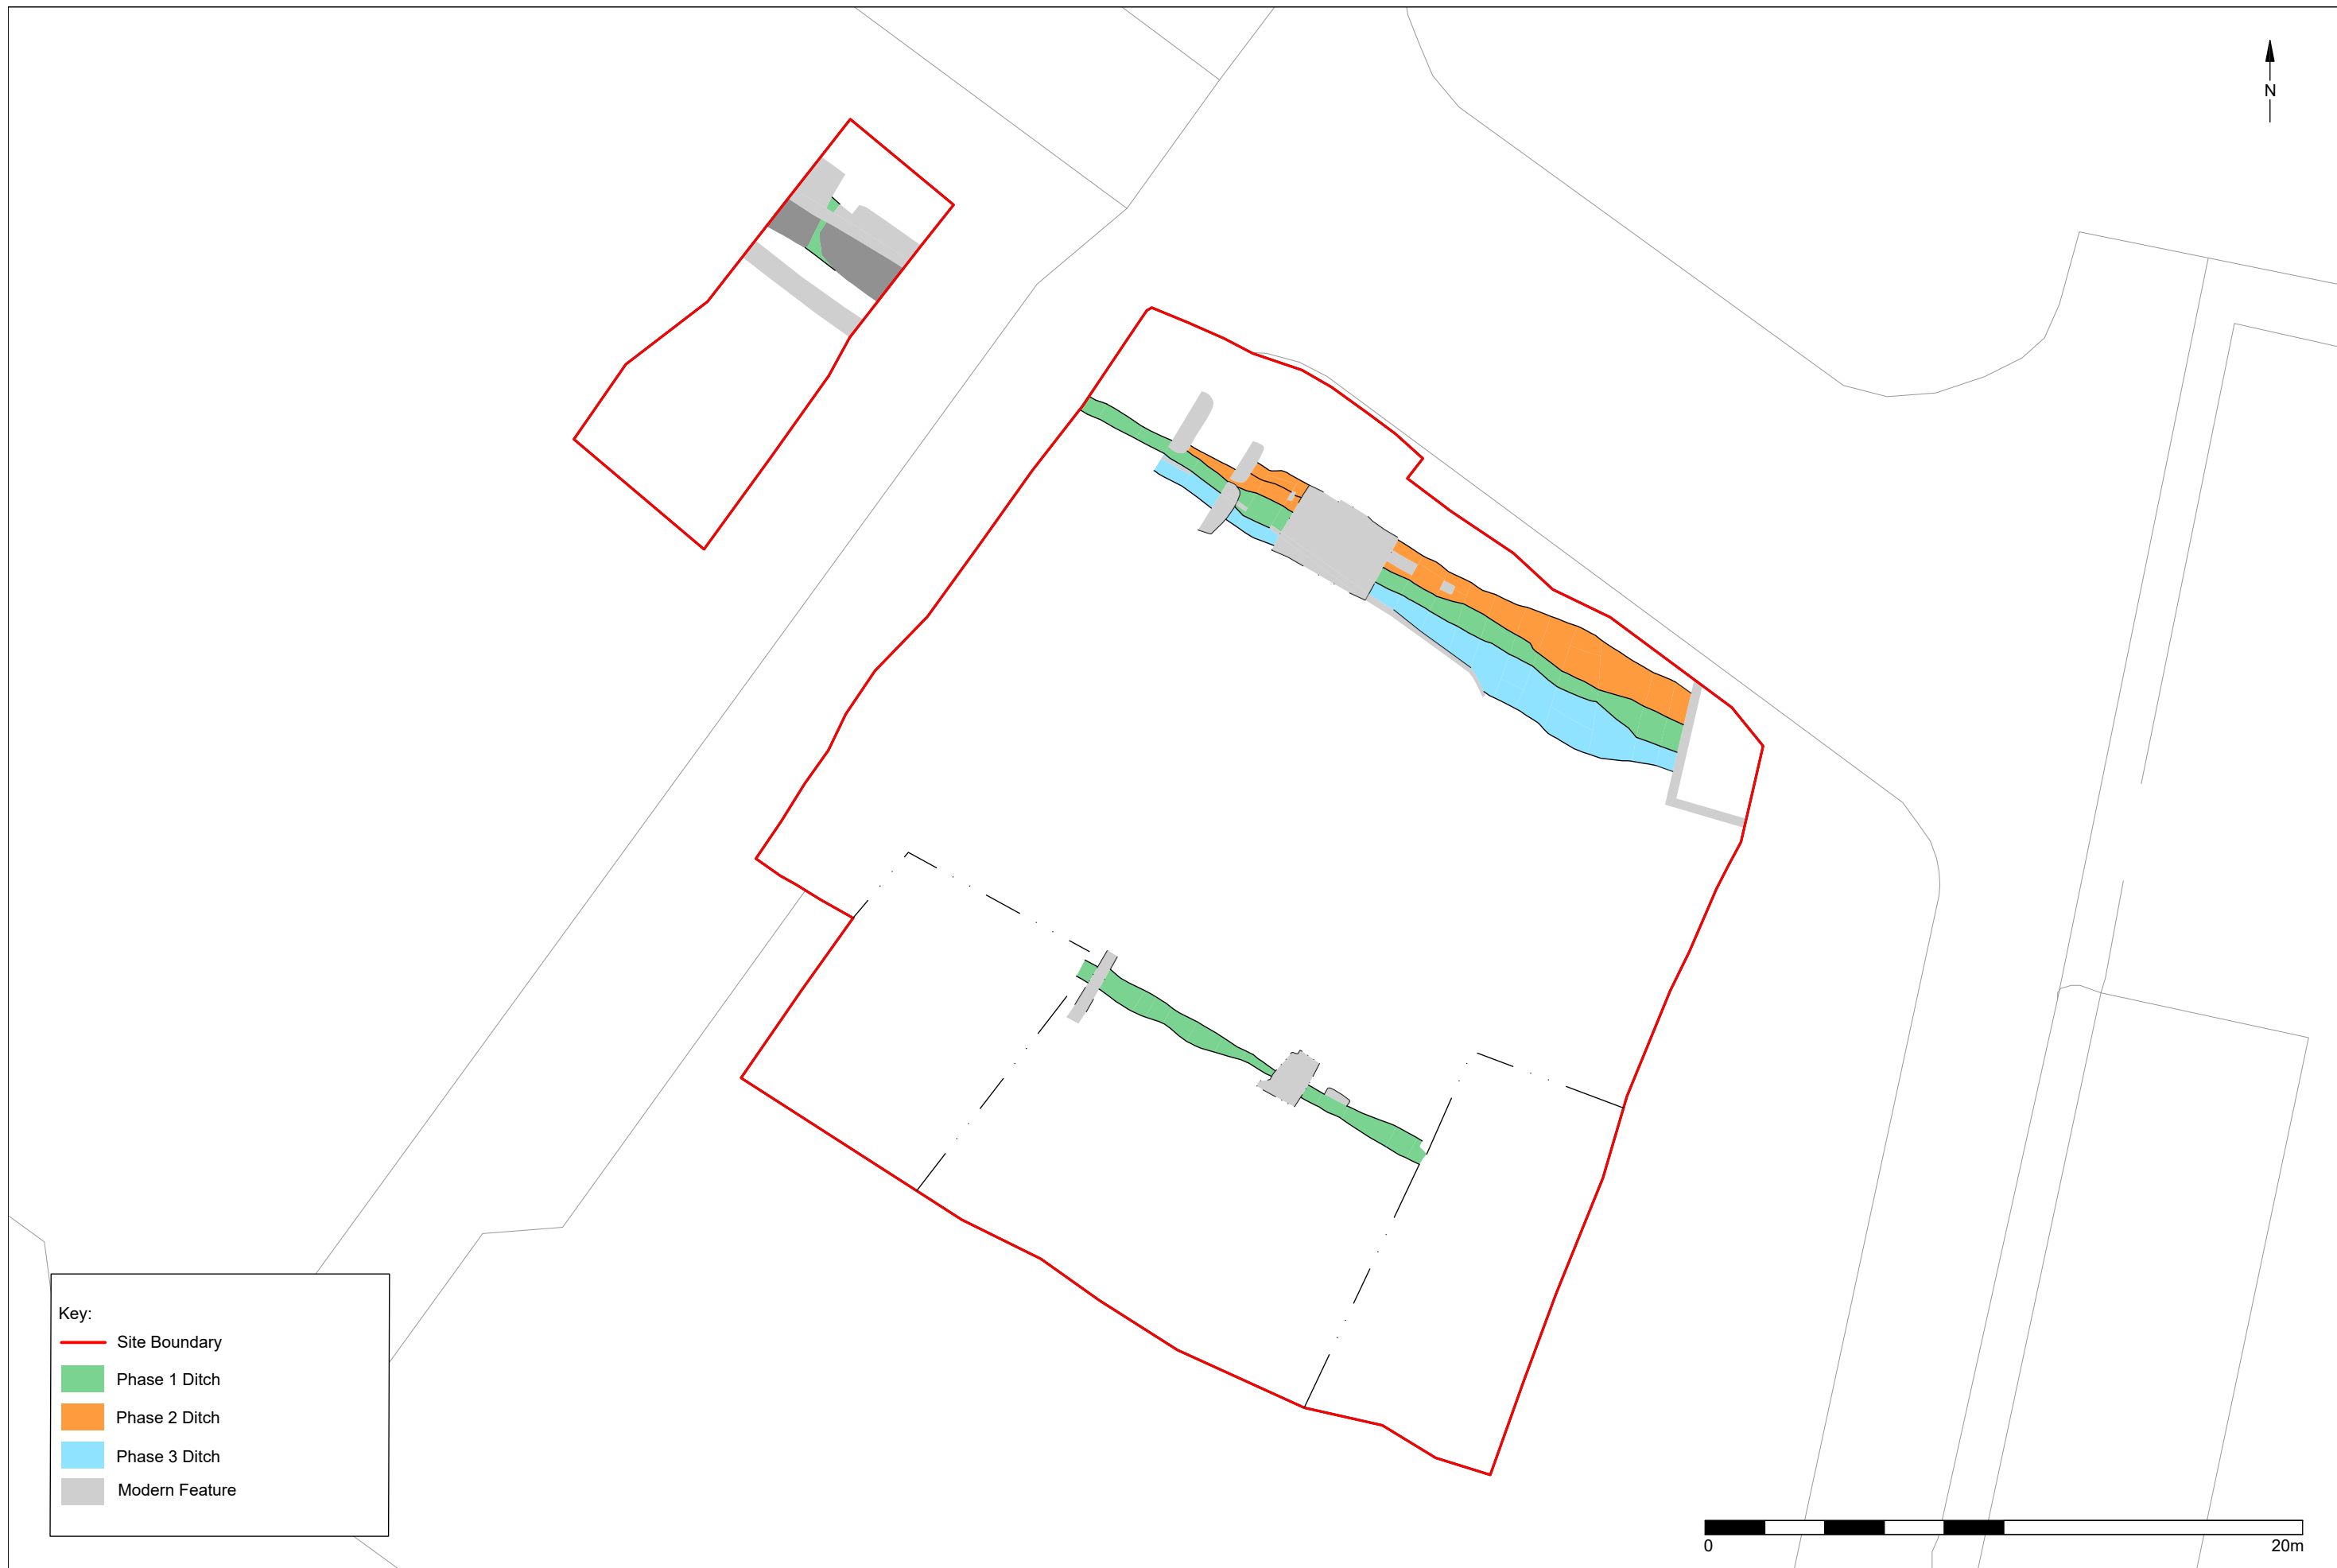 N
Key:
Site Boundary
Phase 1 Ditch
Phase 2 Ditch
Phase 3 Ditch
Modern Feature
0 20m